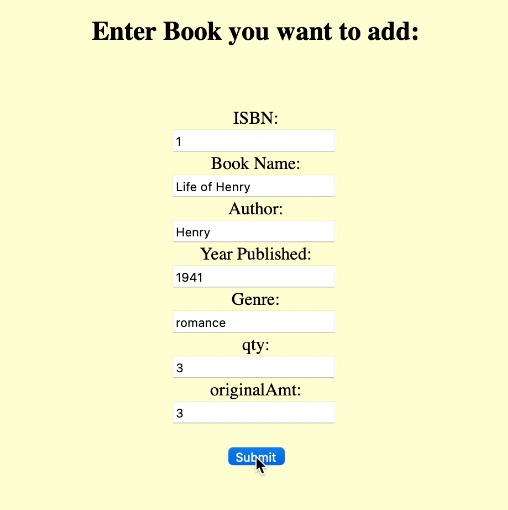 Enter Book you want to add:
ISBN:
1
Book Name:
Life of Henry
Author:
Henry
Year Published:
1941
Genre:
romance
qty:
3
originalAmt:
3
Submit